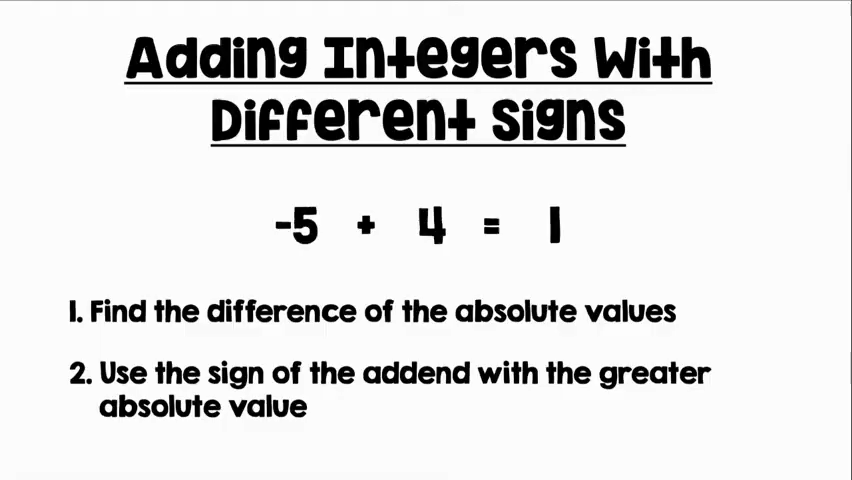 Adding Integers With
Different Signs
-5 + 4 = 1
1. Find the difference of the absolute values
2. Use the sign of the addend with the greater
absolute value